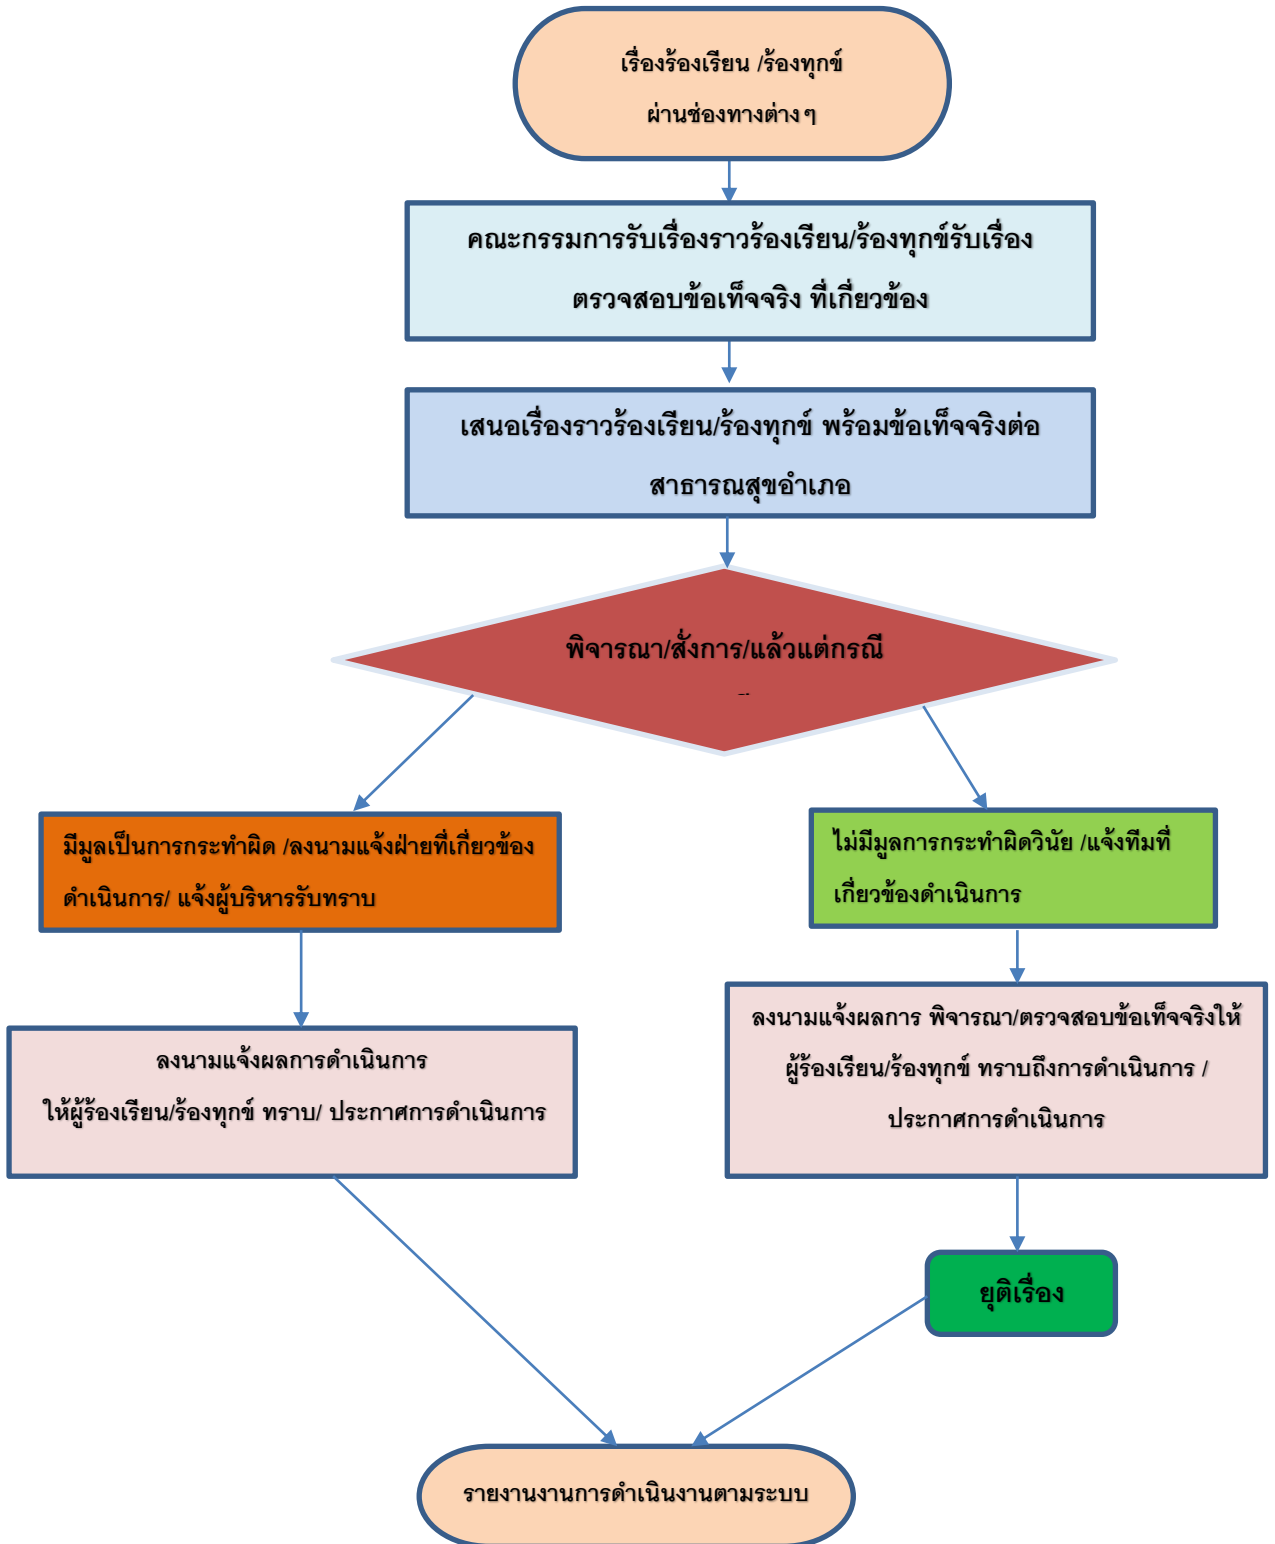 เรื่องร้องเรียน /ร้องทุกข์
ผ่านช่องทางต่าง ๆ
คณะกรรมการรับเรื่องราวร้องเรียน/ร้องทุกข์รับเรื่อง
ตรวจสอบข้อเท็จจริง ที่เกี่ยวข้อง
เสนอเรื่องราวร้องเรียน/ร้องทุกข์ พร้อมข้อเท็จจริงต่อ
สาธารณสุขอำเภอ
พิจารณา/สั่งการ/แล้วแต่กรณี
มีมูลเป็นการกระทำผิด /ลงนามแจ้งฝ่ายที่เกี่ยวข้อง
ดำเนินการ/ แจ้งผู้บริหารรับทราบ
ไม่มีมูลการกระทำผิดวินัย /แจ้งทีมที่
เกี่ยวข้องดำเนินการ
ลงนามแจ้งผลการดำเนินการ
ให้ผู้ร้องเรียน/ร้องทุกข์ ทราบ/ ประกาศการดำเนินการ
ลงนามแจ้งผลการ พิจารณา/ตรวจสอบข้อเท็จจริงให้
ผู้ร้องเรียน/ร้องทุกข์ ทราบถึงการดำเนินการ /
ประกาศการดำเนินการ
ยุติเรื่อง
รายงานงานการดำเนินงานตามระบบ